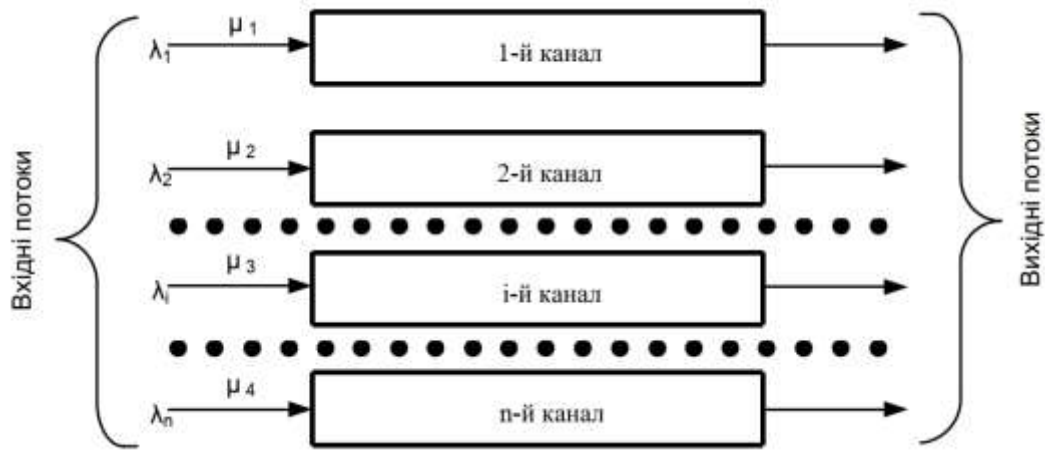 Вхідні потоки
λ1
μ 1
1-й канал
λ2
μ 2
2-й канал
λi
μ 3
i-й канал
λn
μ 4
n-й канал
Вихідні потоки